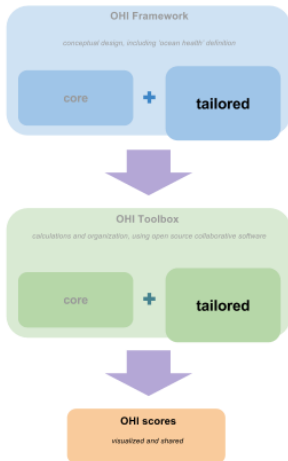 OHI Framework
conceptual design, including 'ocean health' definition
core + tailored
OHI Toolbox
calculations and organization, using open source collaborative software
core + tailored
OHI scores
visualized and shared